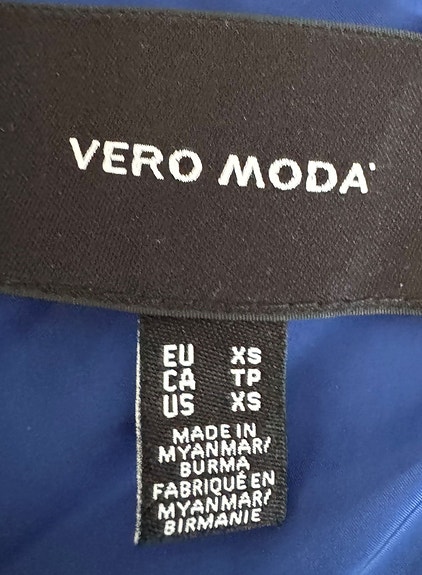 VERO MODA
EU XS
CA TP
US XS
MADE IN
MYANMAR/
BURMA
FABRIQUÉ EN
MYANMAR/
BIRMANIE